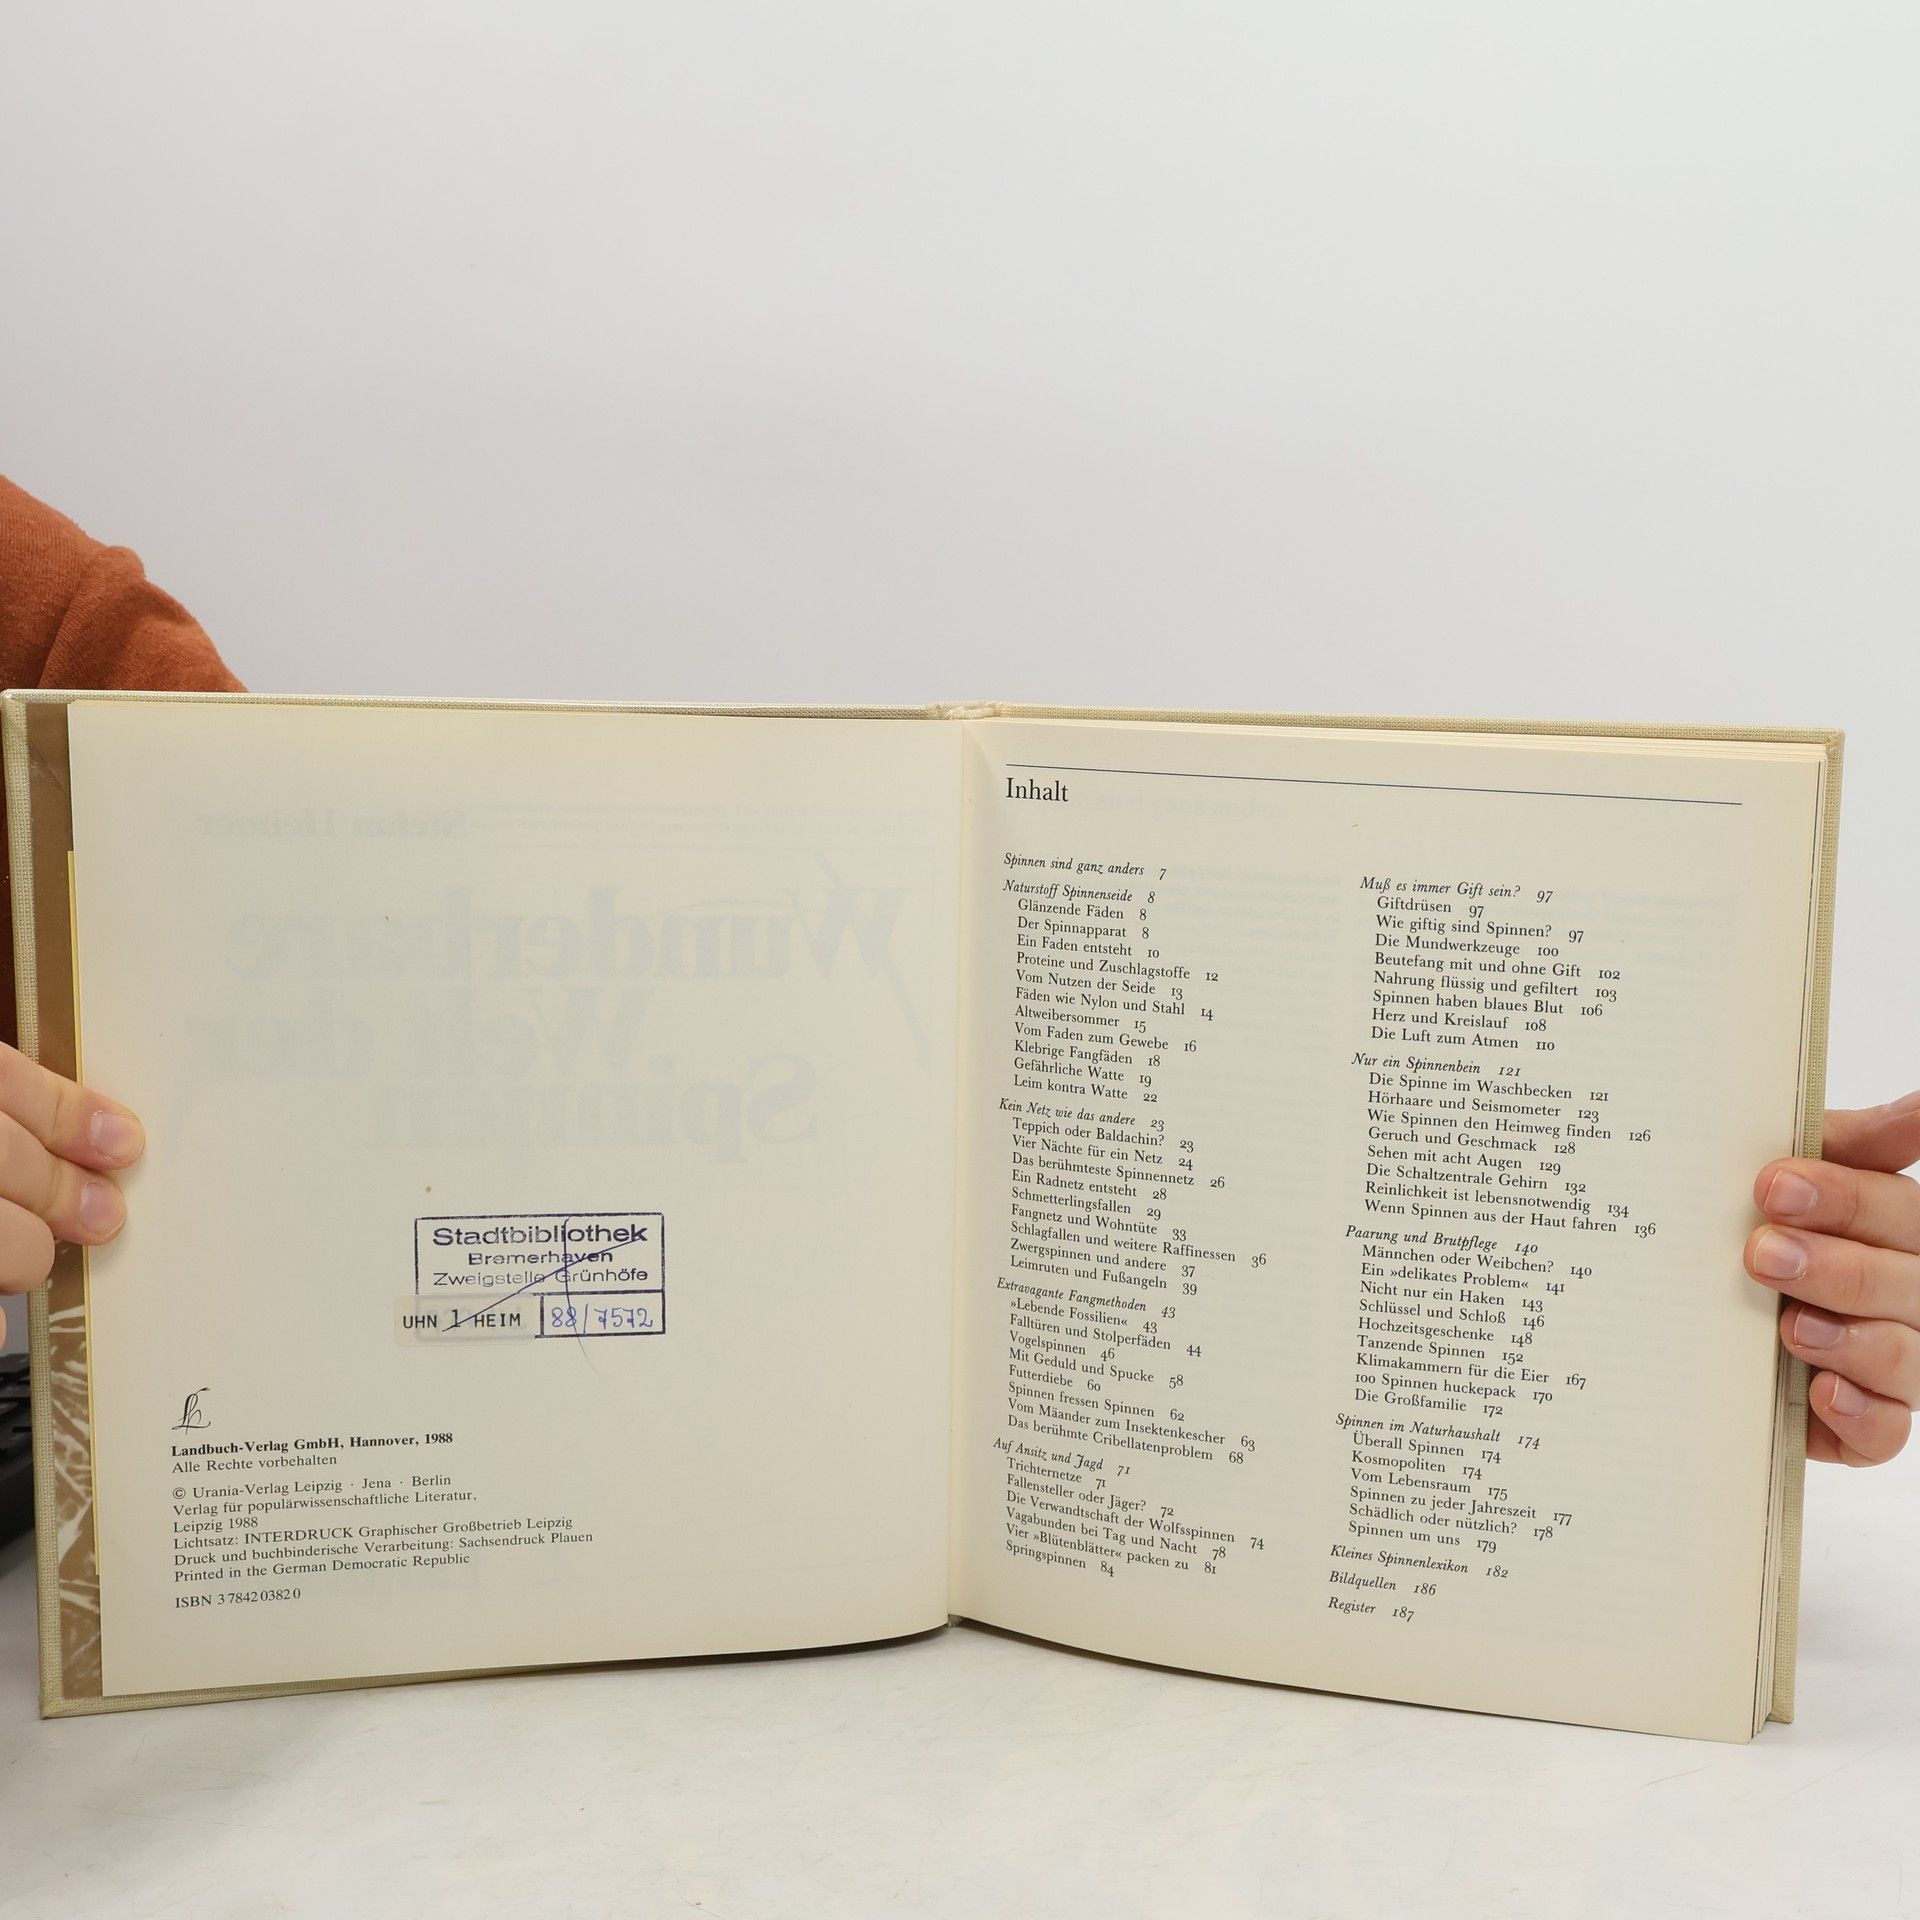 Stefan Heimer
Stadtbibliothek
Bremerhaven
Zweigstelle Grünhöfe
UHN 1 HEIM 88/7572
Landbuch-Verlag GmbH, Hannover, 1988
Alle Rechte vorbehalten
© Urania-Verlag Leipzig · Jena · Berlin
Verlag für populärwissenschaftliche Literatur,
Leipzig 1988
Lichtsatz: INTERDRUCK Graphischer Großbetrieb Leipzig
Druck und buchbinderische Verarbeitung: Sachsendruck Plauen
Printed in the German Democratic Republic
ISBN 3 7842 0382 0
Inhalt
Spinnen sind ganz anders 7
Naturstoff Spinnenseide 8
Glänzende Fäden 8
Der Spinnapparat 8
Ein Faden entsteht 10
Proteine und Zuschlagstoffe 12
Vom Nutzen der Seide 13
Fäden wie Nylon und Stahl 14
Altweibersommer 15
Vom Faden zum Gewebe 16
Klebrige Fangfäden 18
Gefährliche Watte 19
Leim kontra Watte 22
Kein Netz wie das andere 23
Teppich oder Baldachin? 23
Vier Nächte für ein Netz 24
Das berühmteste Spinnennetz 26
Ein Radnetz entsteht 28
Schmetterlingsfallen 29
Fangnetz und Wohntüte 33
Schlagfallen und weitere Raffinessen 36
Zwergspinnen und andere 37
Leimruten und Fußangeln 39
Extravagante Fangmethoden 43
»Lebende Fossilien« 43
Falltüren und Stolperfäden 44
Vogelspinnen 46
Mit Geduld und Spucke 58
Futterdiebe 60
Spinnen fressen Spinnen 62
Vom Mäander zum Insektenkescher 63
Das berühmte Cribellatenproblem 68
Auf Ansitz und Jagd 71
Trichternetze 71
Fallensteller oder Jäger? 72
Die Verwandtschaft der Wolfsspinnen 74
Vagabunden bei Tag und Nacht 78
Vier »Blütenblätter« packen zu 81
Springspinnen 84
Muß es immer Gift sein? 97
Giftdrüsen 97
Wie giftig sind Spinnen? 97
Die Mundwerkzeuge 100
Beutefang mit und ohne Gift 102
Nahrung flüssig und gefiltert 103
Spinnen haben blaues Blut 106
Herz und Kreislauf 108
Die Luft zum Atmen 110
Nur ein Spinnenbein 121
Die Spinne im Waschbecken 121
Hörhaare und Seismometer 123
Wie Spinnen den Heimweg finden 126
Geruch und Geschmack 128
Sehen mit acht Augen 129
Die Schaltzentrale Gehirn 132
Reinlichkeit ist lebensnotwendig 134
Wenn Spinnen aus der Haut fahren 136
Paarung und Brutpflege 140
Männchen oder Weibchen? 140
Ein »delikates Problem« 141
Nicht nur ein Haken 143
Schlüssel und Schloß 146
Hochzeitsgeschenke 148
Tanzende Spinnen 152
Klimakammern für die Eier 167
100 Spinnen huckepack 170
Die Großfamilie 172
Spinnen im Naturhaushalt 174
Überall Spinnen 174
Kosmopoliten 174
Vom Lebensraum 175
Spinnen zu jeder Jahreszeit 177
Schädlich oder nützlich? 178
Spinnen um uns 179
Kleines Spinnenlexikon 182
Bildquellen 186
Register 187